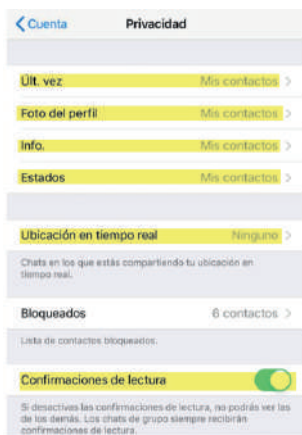 Cuenta Privacidad
Últ. vez Mis contactos
Foto del perfil Mis contactos
Info. Mis contactos
Estados Mis contactos
Ubicación en tiempo real Ninguno
Chats en los que estás compartiendo tu ubicación en
tiempo real.
Bloqueados 6 contactos
Lista de contactos bloqueados.
Confirmaciones de lectura
Si desactivas las confirmaciones de lectura, no podrás ver las
de los demás. Los chats de grupo siempre recibirán
confirmaciones de lectura.